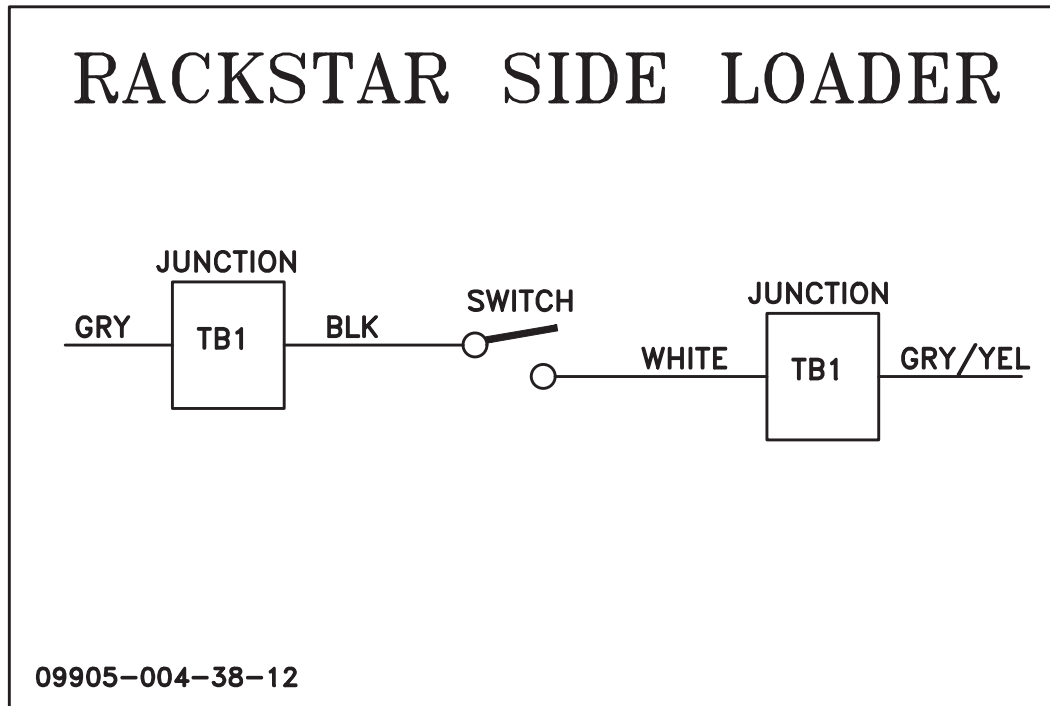 RACKSTAR SIDE LOADER
JUNCTION
GRY
TB1
BLK
SWITCH
WHITE
JUNCTION
TB1
GRY/YEL
09905-004-38-12